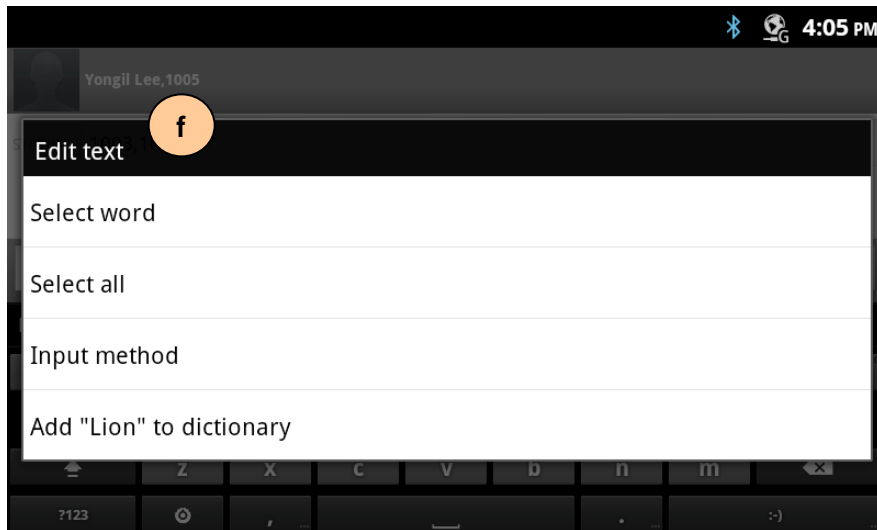 G 4:05 PM
Yongil Lee,1005
f
Edit text
Select word
Select all
Input method
Add "Lion" to dictionary
z x c v b n m
?123 , ... . ... :-)